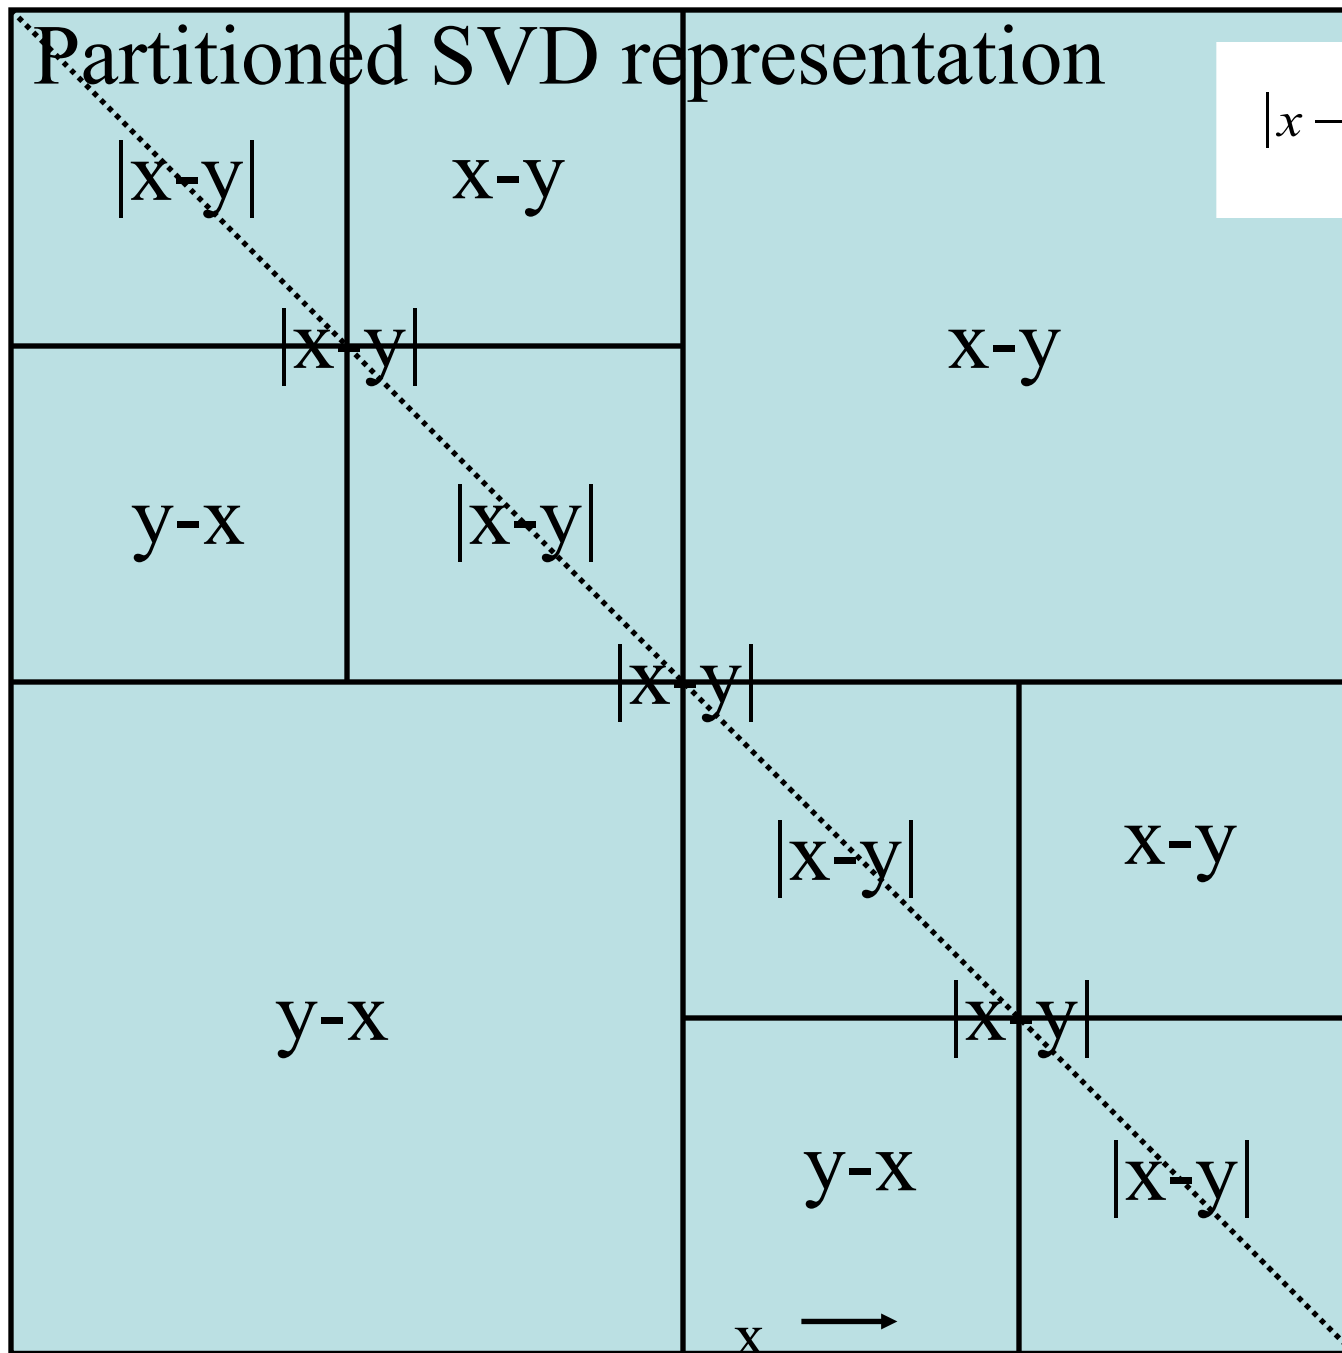 Partitioned SVD representation
|x −
|x-y| x-y
|x-y| x-y
y-x |x-y|
|x-y|
|x-y| x-y
y-x |x-y|
y-x |x-y|
x